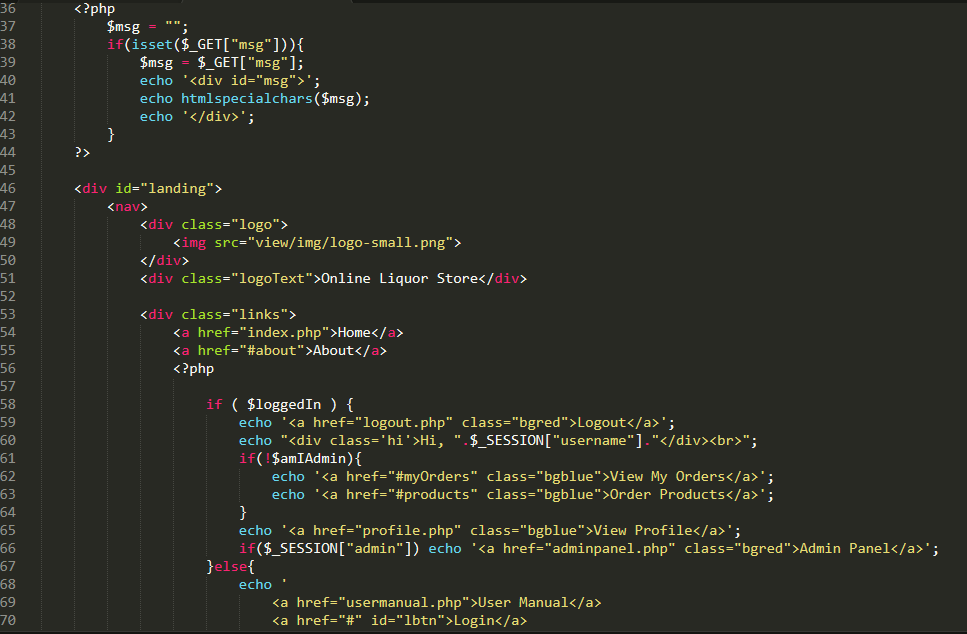 36 <?php
37 $msg = "";
38 if(isset($_GET["msg"])){
39 $msg = $_GET["msg"];
40 echo '<div id="msg">';
41 echo htmlspecialchars($msg);
42 echo '</div>';
43 }
44 ?>
45
46 <div id="landing">
47 <nav>
48 <div class="logo">
49 <img src="view/img/logo-small.png">
50 </div>
51 <div class="logoText">Online Liquor Store</div>
52
53 <div class="links">
54 <a href="index.php">Home</a>
55 <a href="#about">About</a>
56 <?php
57
58 if ( $loggedIn ) {
59 echo '<a href="logout.php" class="bgred">Logout</a>';
60 echo "<div class='hi'>Hi, ".$_SESSION["username"]."</div><br>";
61 if(!$amIAdmin){
62 echo '<a href="#myOrders" class="bgblue">View My Orders</a>';
63 echo '<a href="#products" class="bgblue">Order Products</a>';
64 }
65 echo '<a href="profile.php" class="bgblue">View Profile</a>';
66 if($_SESSION["admin"]) echo '<a href="adminpanel.php" class="bgred">Admin Panel</a>';
67 }else{
68 echo '
69 <a href="usermanual.php">User Manual</a>
70 <a href="#" id="lbtn">Login</a>